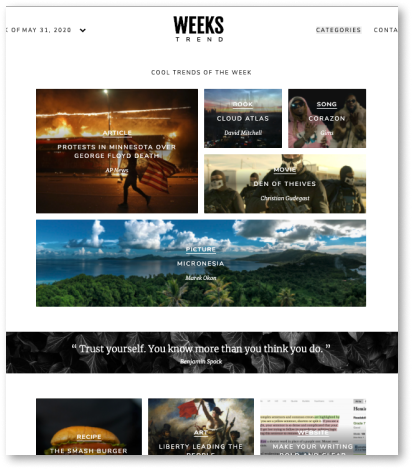 WEEKS
TREND
OF MAY 31, 2020
CATEGORIES
CONTA
COOL TRENDS OF THE WEEK
ARTICLE
PROTESTS IN MINNESOTA OVER
GEORGE FLOYD DEATH
AP News
BOOK
CLOUD ATLAS
David Mitchell
SONG
CORAZON
Guns
MOVIE
DEN OF THEIVES
Christian Gudegast
PICTURE
MICRONESIA
Marek Okon
“ Trust yourself. You know more than you think you do. ”
Benjamin Spock
RECIPE
THE SMASH BURGER
ART
LIBERTY LEADING THE
PEOPLE
WEBSITE
MAKE YOUR WRITING
BOLD AND CLEAR